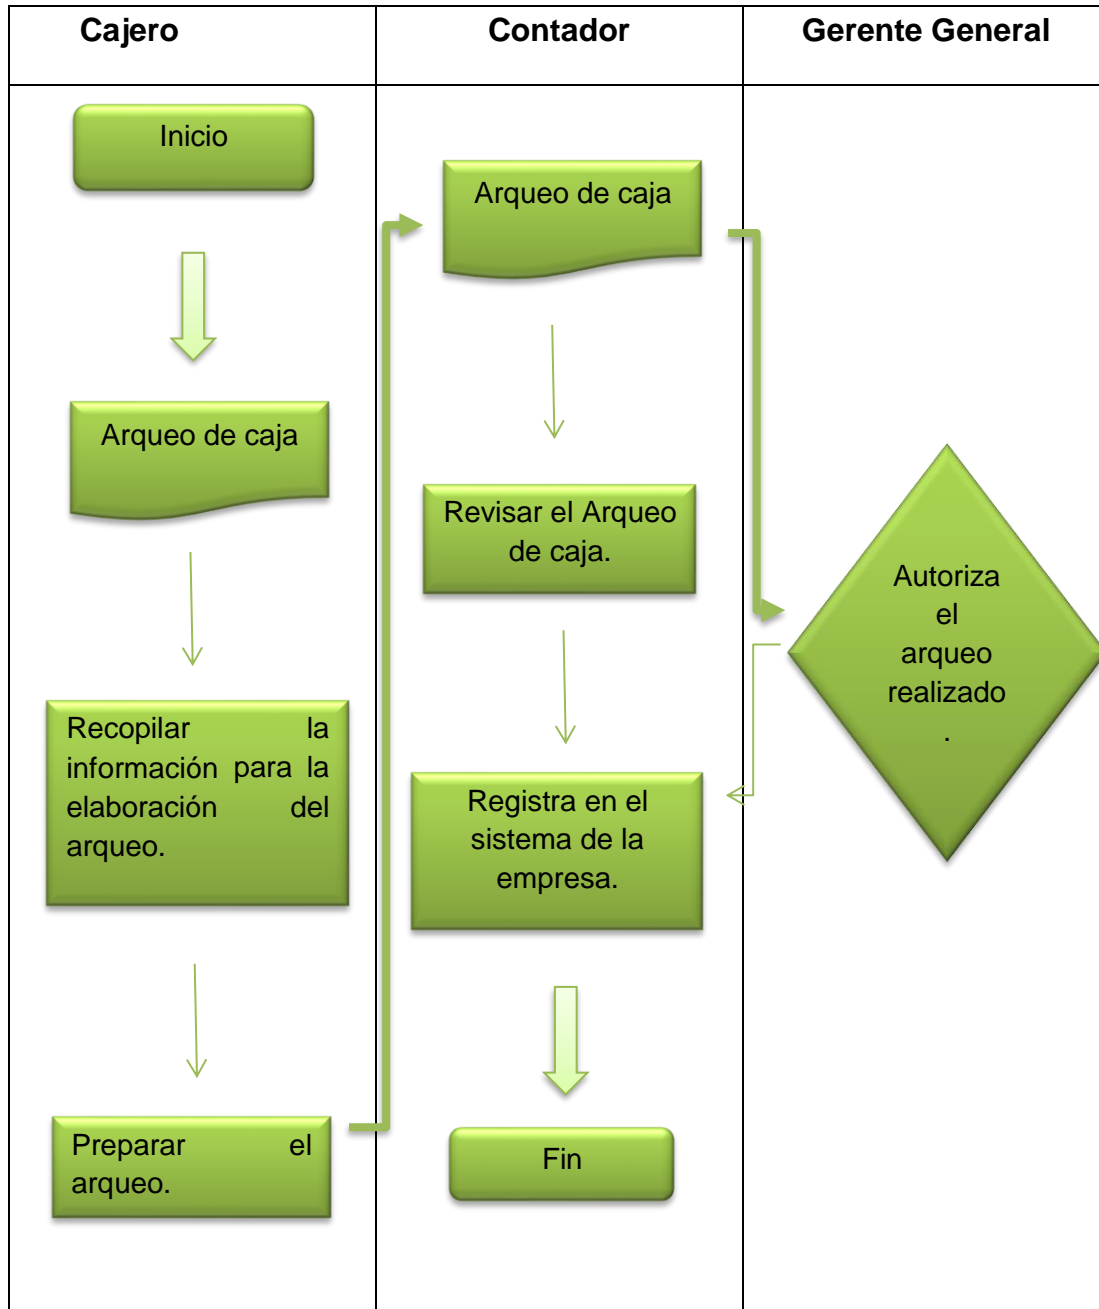 Cajero
Contador
Gerente General
Inicio
Arqueo de caja
Recopilar la
información para la
elaboración del
arqueo.
Preparar el
arqueo.
Arqueo de caja
Revisar el Arqueo
de caja.
Registra en el
sistema de la
empresa.
Fin
Autoriza
el
arqueo
realizado
.